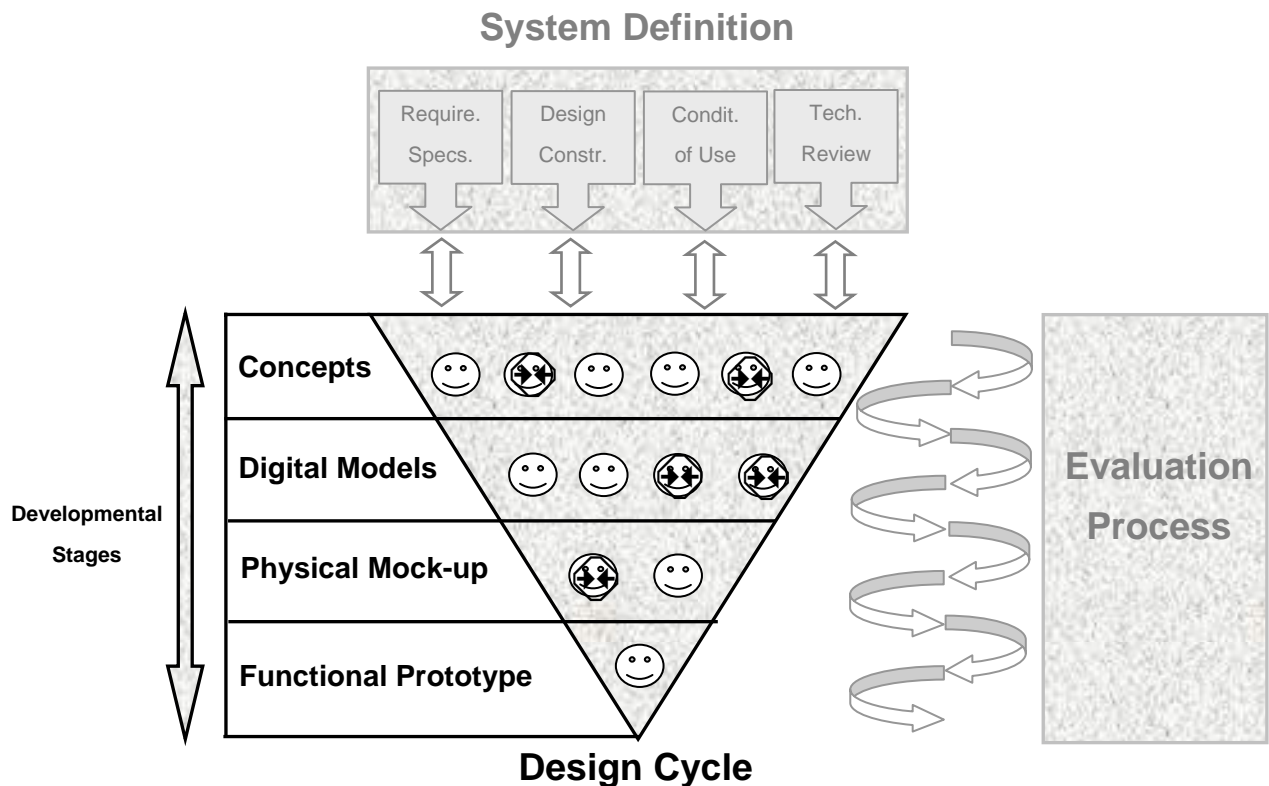 System Definition
Require.
Specs.
Design
Constr.
Condit.
of Use
Tech.
Review
Concepts
Digital Models
Physical Mock-up
Functional Prototype
Developmental
Stages
Evaluation
Process
Design Cycle